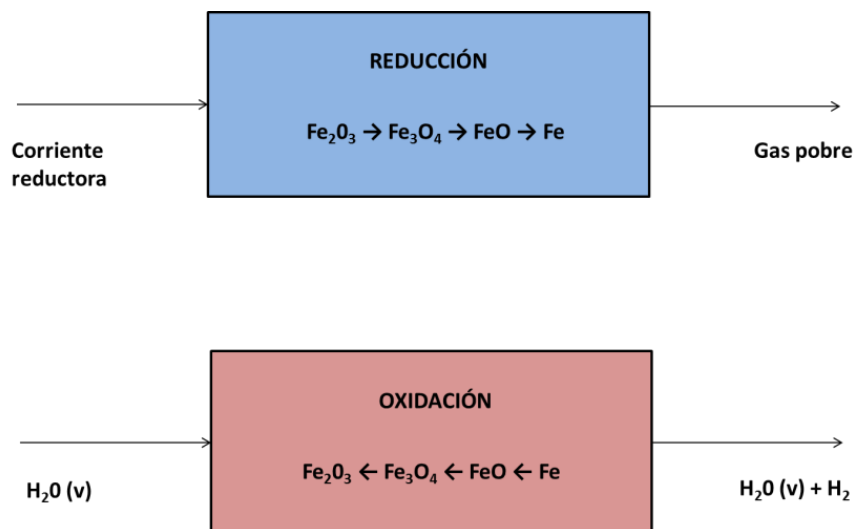 REDUCCIÓN
Fe₂0₃ → Fe₃O₄ → FeO → Fe
Corriente
reductora
Gas pobre
OXIDACIÓN
Fe₂0₃ ← Fe₃O₄ ← FeO ← Fe
H₂0 (v)
H₂0 (v) + H₂